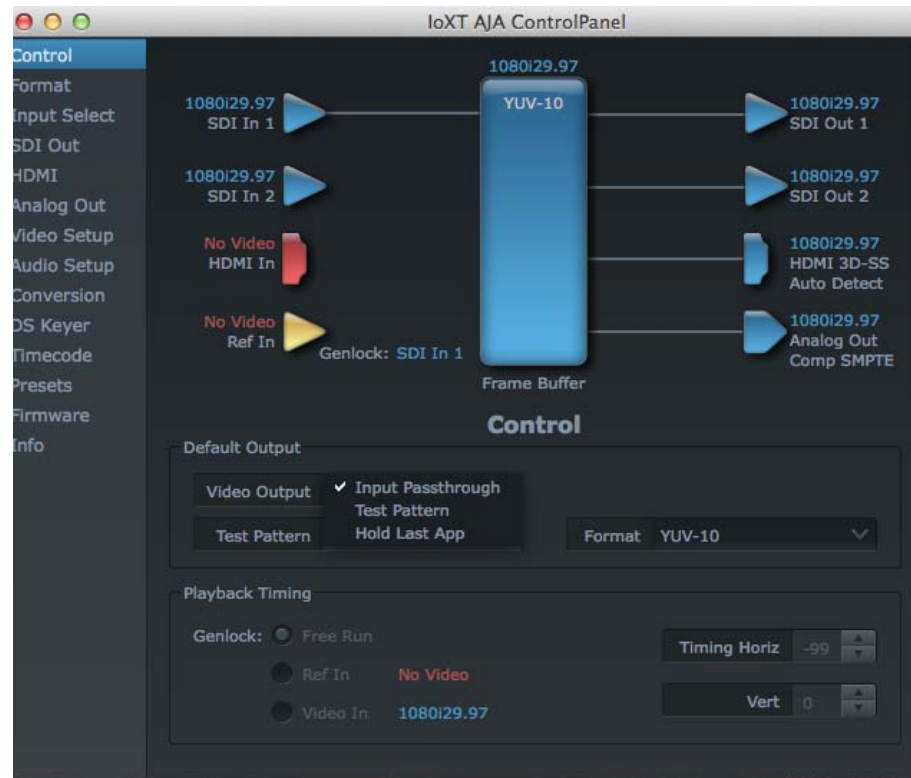 IoXT AJA ControlPanel
Control
Format
Input Select
SDI Out
HDMI
Analog Out
Video Setup
Audio Setup
Conversion
DS Keyer
Timecode
Presets
Firmware
Info
1080i29.97
YUV-10
1080i29.97
SDI In 1
1080i29.97
SDI In 2
No Video
HDMI In
No Video
Ref In
Genlock: SDI In 1
Frame Buffer
1080i29.97
SDI Out 1
1080i29.97
SDI Out 2
1080i29.97
HDMI 3D-SS
Auto Detect
1080i29.97
Analog Out
Comp SMPTE
Control
Default Output
Video Output
✓ Input Passthrough
Test Pattern
Hold Last App
Test Pattern
Format YUV-10
Playback Timing
Genlock: Free Run
Ref In No Video
Video In 1080i29.97
Timing Horiz -99
Vert 0